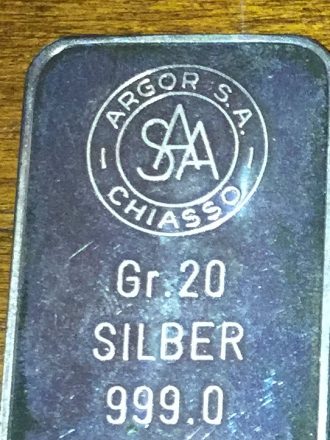 ARGOR S.A.
SAA
CHIASSO
Gr. 20
SILBER
999.0